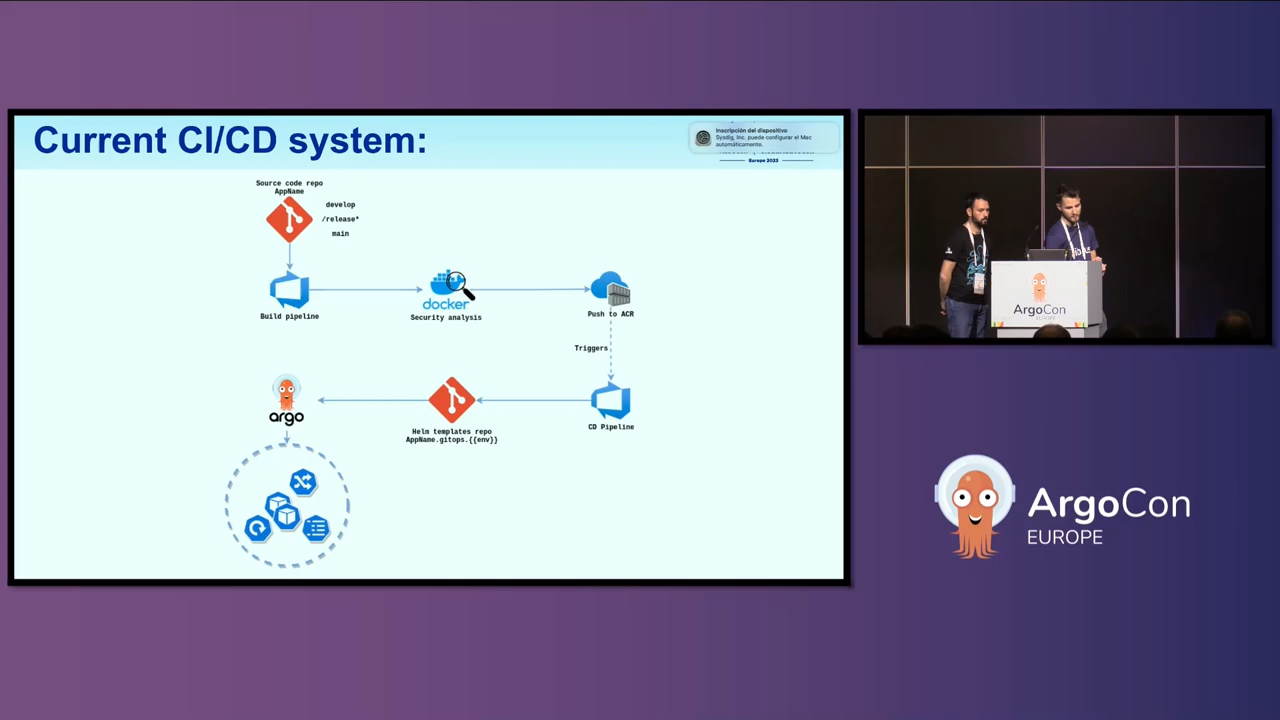 Current CI/CD system:
Inscripción del dispositivo
Sysdig, Inc. puede configurar el Mac
automáticamente.
Europe 2023
Source code repo
AppName
develop
/release*
main
Build pipeline
docker
Security analysis
Push to ACR
Triggers
argo
Helm templates repo
AppName.gitops.{{env}}
CD Pipeline
ArgoCon
EUROPE
ArgoCon
EUROPE